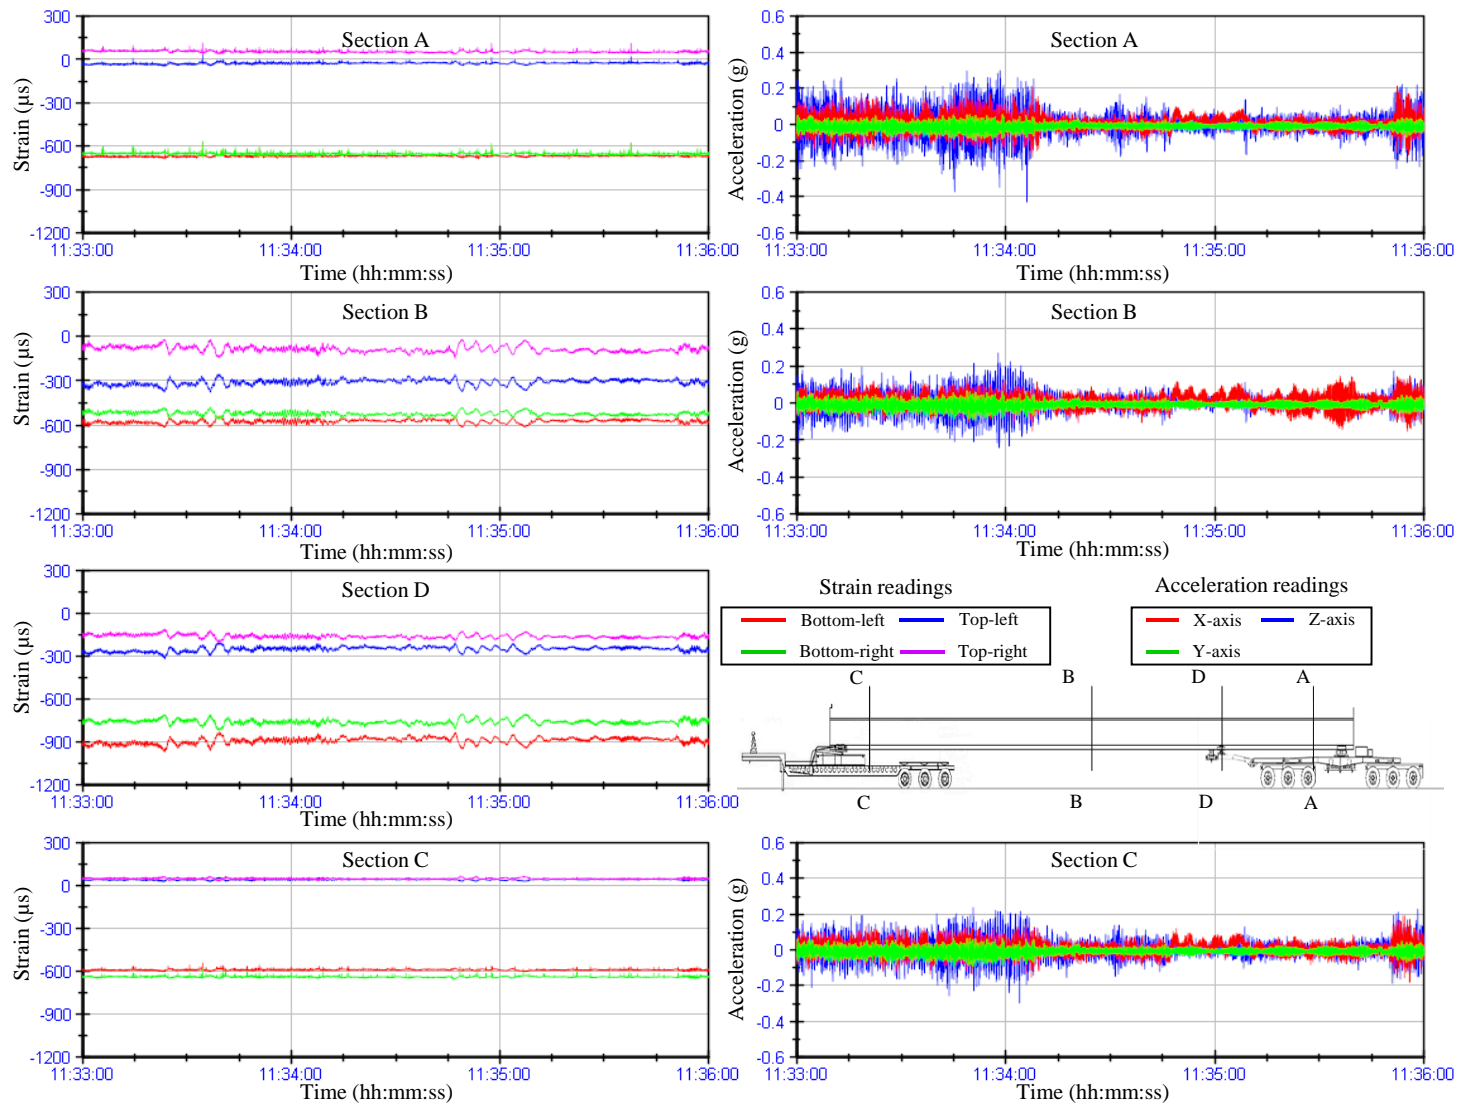 Section A
Strain (µs)
300
0
-300
-600
-900
-1200
11:33:00 11:34:00 11:35:00 11:36:00
Time (hh:mm:ss)
Section A
Acceleration (g)
0.6
0.4
0.2
0
-0.2
-0.4
-0.6
11:33:00 11:34:00 11:35:00 11:36:00
Time (hh:mm:ss)
Section B
Strain (µs)
300
0
-300
-600
-900
-1200
11:33:00 11:34:00 11:35:00 11:36:00
Time (hh:mm:ss)
Section B
Acceleration (g)
0.6
0.4
0.2
0
-0.2
-0.4
-0.6
11:33:00 11:34:00 11:35:00 11:36:00
Time (hh:mm:ss)
Section D
Strain (µs)
300
0
-300
-600
-900
-1200
11:33:00 11:34:00 11:35:00 11:36:00
Time (hh:mm:ss)
Strain readings
Bottom-left Top-left
Bottom-right Top-right
Acceleration readings
X-axis Z-axis
Y-axis
C B D A
C B D A
Section C
Strain (µs)
300
0
-300
-600
-900
-1200
11:33:00 11:34:00 11:35:00 11:36:00
Time (hh:mm:ss)
Section C
Acceleration (g)
0.6
0.4
0.2
0
-0.2
-0.4
-0.6
11:33:00 11:34:00 11:35:00 11:36:00
Time (hh:mm:ss)